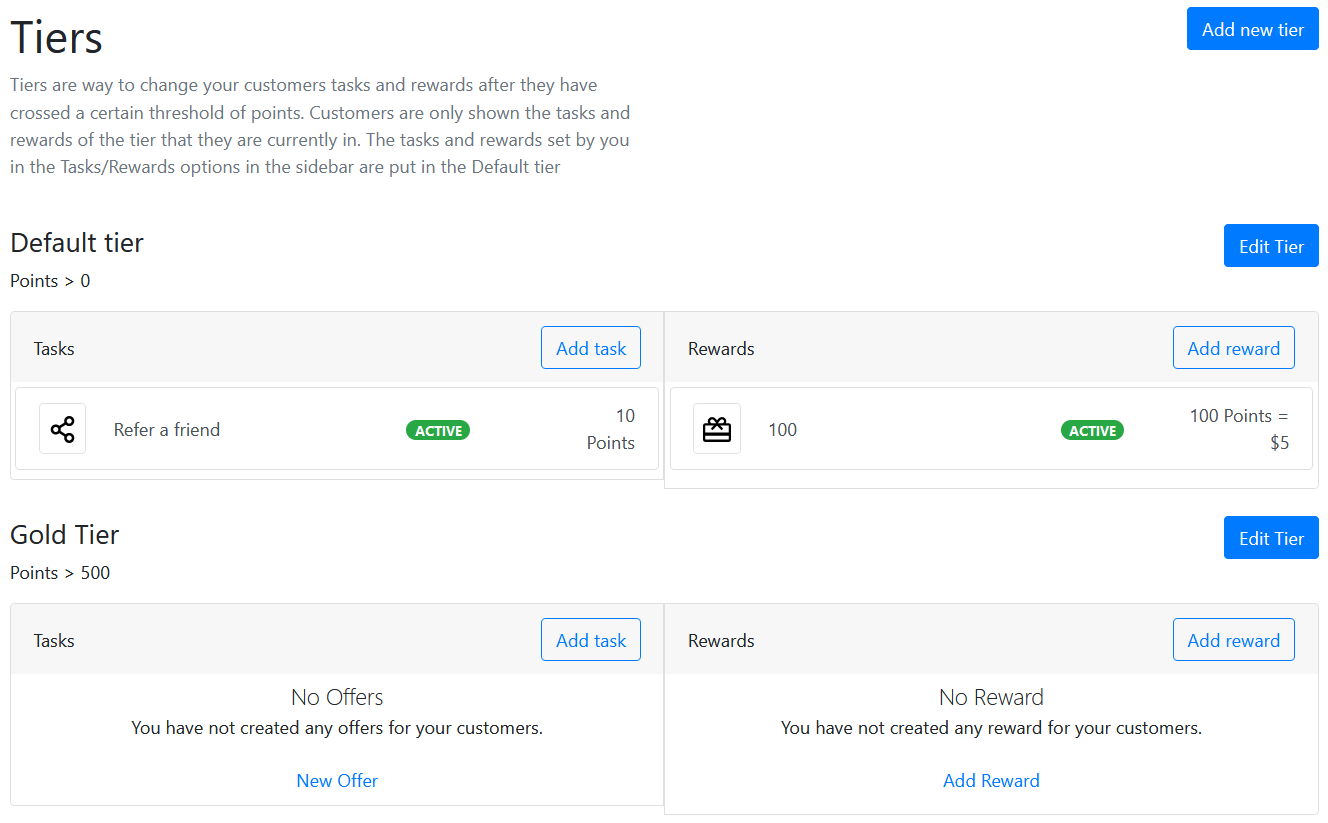 Tiers
Add new tier
Tiers are way to change your customers tasks and rewards after they have
crossed a certain threshold of points. Customers are only shown the tasks and
rewards of the tier that they are currently in. The tasks and rewards set by you
in the Tasks/Rewards options in the sidebar are put in the Default tier
Default tier
Edit Tier
Points > 0
Tasks
Add task
Rewards
Add reward
Refer a friend
ACTIVE
10
Points
100
ACTIVE
100 Points =
$5
Gold Tier
Edit Tier
Points > 500
Tasks
Add task
Rewards
Add reward
No Offers
You have not created any offers for your customers.
New Offer
No Reward
You have not created any reward for your customers.
Add Reward